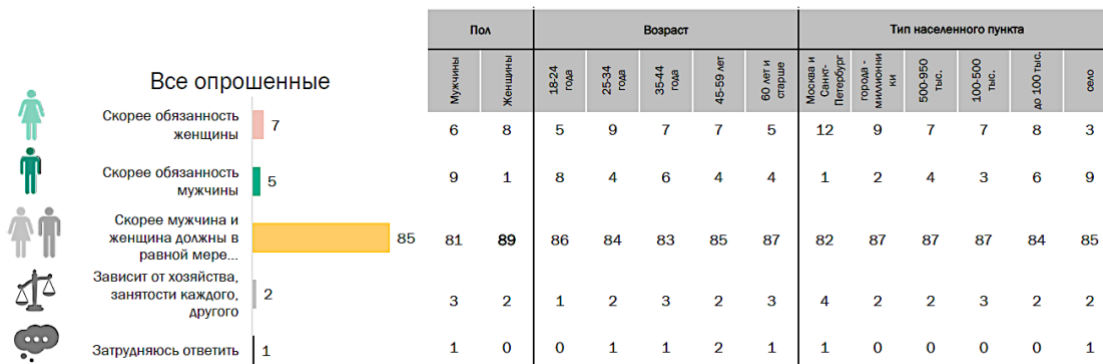 Пол Возраст Тип населенного пункта
Все опрошенные
Мужчины Женщины 18-24 года 25-34 года 35-44 года 45-59 лет 60 лет и старше Москва и Санкт-Петербург города - миллионники 500-950 тыс. 100-500 тыс. до 100 тыс. село
Скорее обязанность
женщины
7 6 8 5 9 7 7 5 12 9 7 7 8 3
Скорее обязанность
мужчины
5 9 1 8 4 6 4 4 1 2 4 3 6 9
Скорее мужчина и
женщина должны в
равной мере...
85 81 89 86 84 83 85 87 82 87 87 87 84 85
Зависит от хозяйства,
занятости каждого,
другого
2 3 2 1 2 3 2 3 4 2 2 3 2 2
Затрудняюсь ответить 1 1 0 0 1 1 2 1 1 0 0 0 0 1